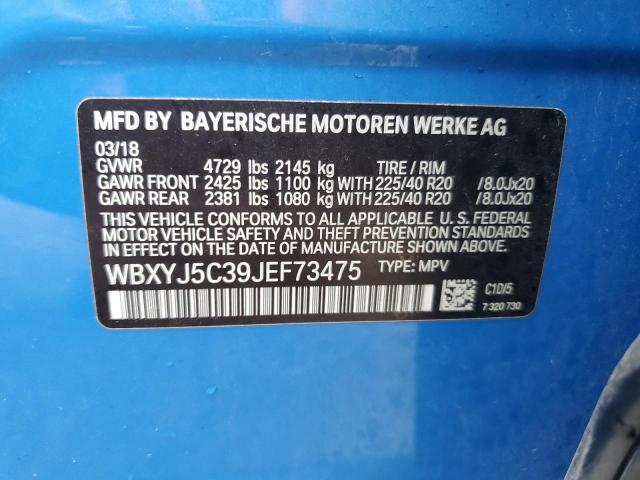 MFD BY BAYERISCHE MOTOREN WERKE AG
03/18
GVWR 4729 lbs 2145 kg TIRE / RIM
GAWR FRONT 2425 lbs 1100 kg WITH 225/40 R20 / 8.0Jx20
GAWR REAR 2381 lbs 1080 kg WITH 225/40 R20 / 8.0Jx20
THIS VEHICLE CONFORMS TO ALL APPLICABLE U. S. FEDERAL
MOTOR VEHICLE SAFETY AND THEFT PREVENTION STANDARDS
IN EFFECT ON THE DATE OF MANUFACTURE SHOWN ABOVE.
WBXYJ5C39JEF73475 TYPE: MPV
C10/5
7 320 730